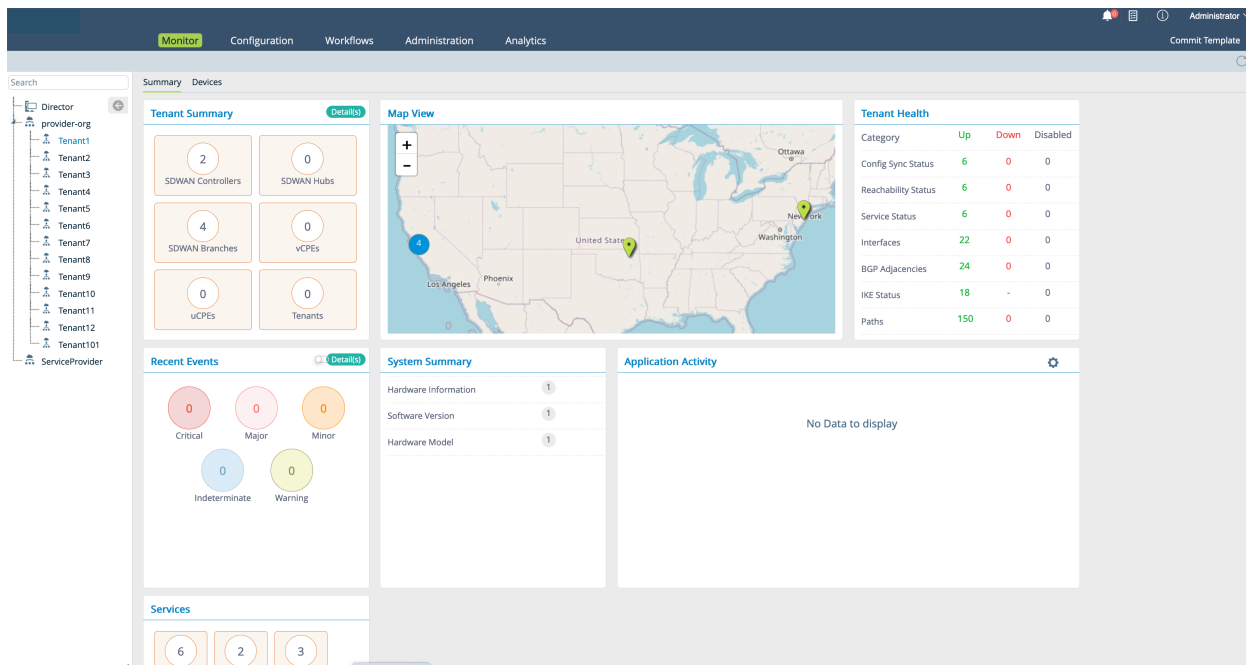 0
Administrator
Monitor Configuration Workflows Administration Analytics
Commit Template
Search
Director
provider-org
Tenant1
Tenant2
Tenant3
Tenant4
Tenant5
Tenant6
Tenant7
Tenant8
Tenant9
Tenant10
Tenant11
Tenant12
Tenant101
ServiceProvider
Summary Devices
Tenant Summary Detail(s)
2 0
SDWAN Controllers SDWAN Hubs
4 0
SDWAN Branches vCPEs
0 0
uCPEs Tenants
Map View
+
-
Ottawa
New York
Washington
United States
4
Phoenix
Los Angeles
Tenant Health
Category Up Down Disabled
Config Sync Status 6 0 0
Reachability Status 6 0 0
Service Status 6 0 0
Interfaces 22 0 0
BGP Adjacencies 24 0 0
IKE Status 18 - 0
Paths 150 0 0
Recent Events Detail(s)
0 0 0
Critical Major Minor
0 0
Indeterminate Warning
System Summary
Hardware Information 1
Software Version 1
Hardware Model 1
Application Activity
No Data to display
Services
6 2 3